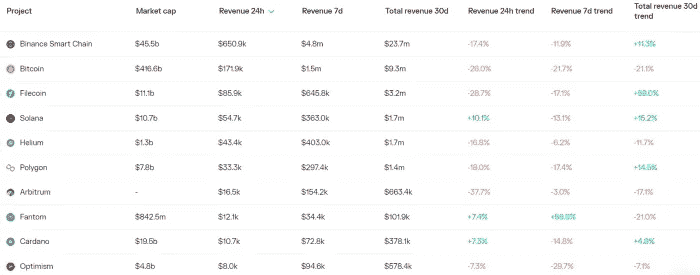 Project Market cap Revenue 24h Revenue 7d Total revenue 30d Revenue 24h trend Revenue 7d trend Total revenue 30d trend
Binance Smart Chain $45.5b $650.9k $4.8m $23.7m -17.4% -11.9% +11.3%
Bitcoin $416.6b $171.9k $1.5m $9.3m -26.0% -21.7% -21.1%
Filecoin $11.1b $85.9k $645.8k $3.2m -28.7% -17.1%
Solana $10.7b $54.7k $363.0k $1.7m +10.1% -13.1% +15.2%
Helium $1.3b $43.4k $403.0k $1.7m -16.8% -6.2% -11.7%
Polygon $7.8b $33.3k $297.4k $1.4m -19.0% -17.4% +14.5%
Arbitrum - $16.5k $154.2k $663.4k -37.7% -3.0% -17.1%
Fantom $842.5m $12.1k $34.4k $101.9k +7.4% -21.0%
Cardano $19.5b $10.7k $72.8k $378.1k +7.3% -14.8% +4.9%
Optimism $4.8b $8.0k $94.6k $578.4k -7.3% -29.7% -7.1%